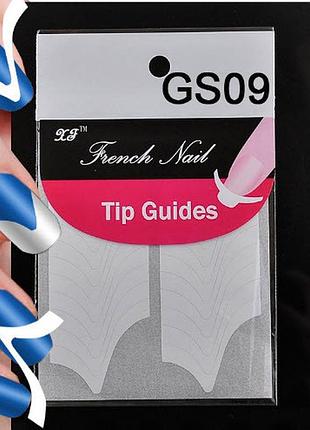 GS09
XF™
French Nail
Tip Guides